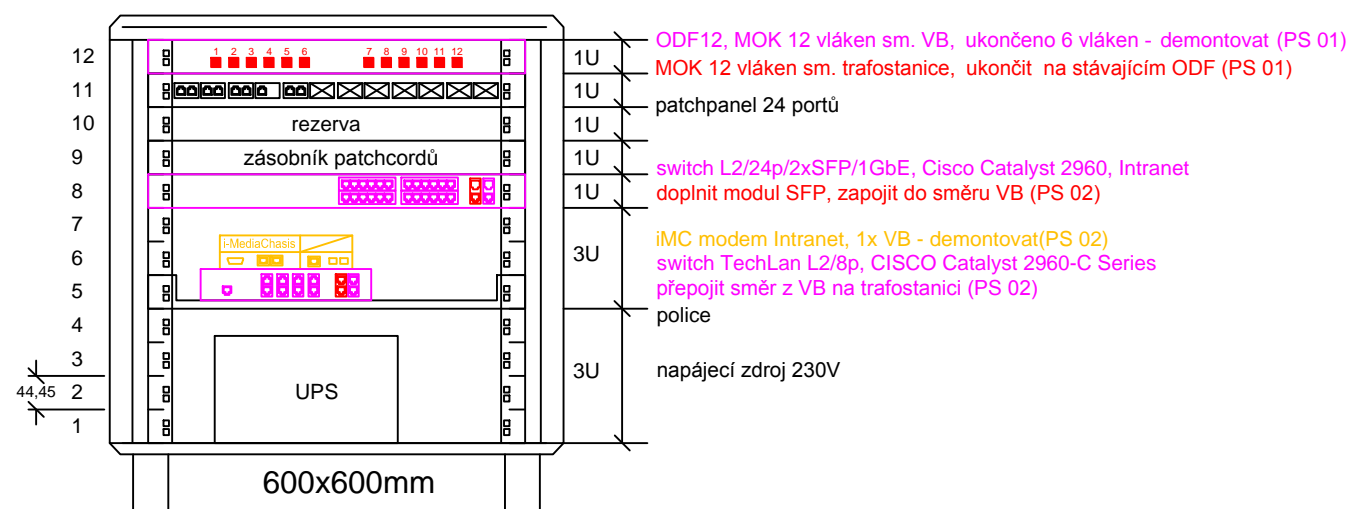 12
11
10
9
8
7
6
5
4
3
2
1
44,45
1 2 3 4 5 6 7 8 9 10 11 12
rezerva
zásobník patchcordů
i-MediaChasis
UPS
600x600mm
1U
1U
1U
1U
1U
3U
3U
ODF12, MOK 12 vláken sm. VB, ukončeno 6 vláken - demontovat (PS 01)
MOK 12 vláken sm. trafostanice, ukončit na stávajícím ODF (PS 01)
patchpanel 24 portů
switch L2/24p/2xSFP/1GbE, Cisco Catalyst 2960, Intranet
doplnit modul SFP, zapojit do směru VB (PS 02)
iMC modem Intranet, 1x VB - demontovat(PS 02)
switch TechLan L2/8p, CISCO Catalyst 2960-C Series
přepojit směr z VB na trafostanici (PS 02)
police
napájecí zdroj 230V